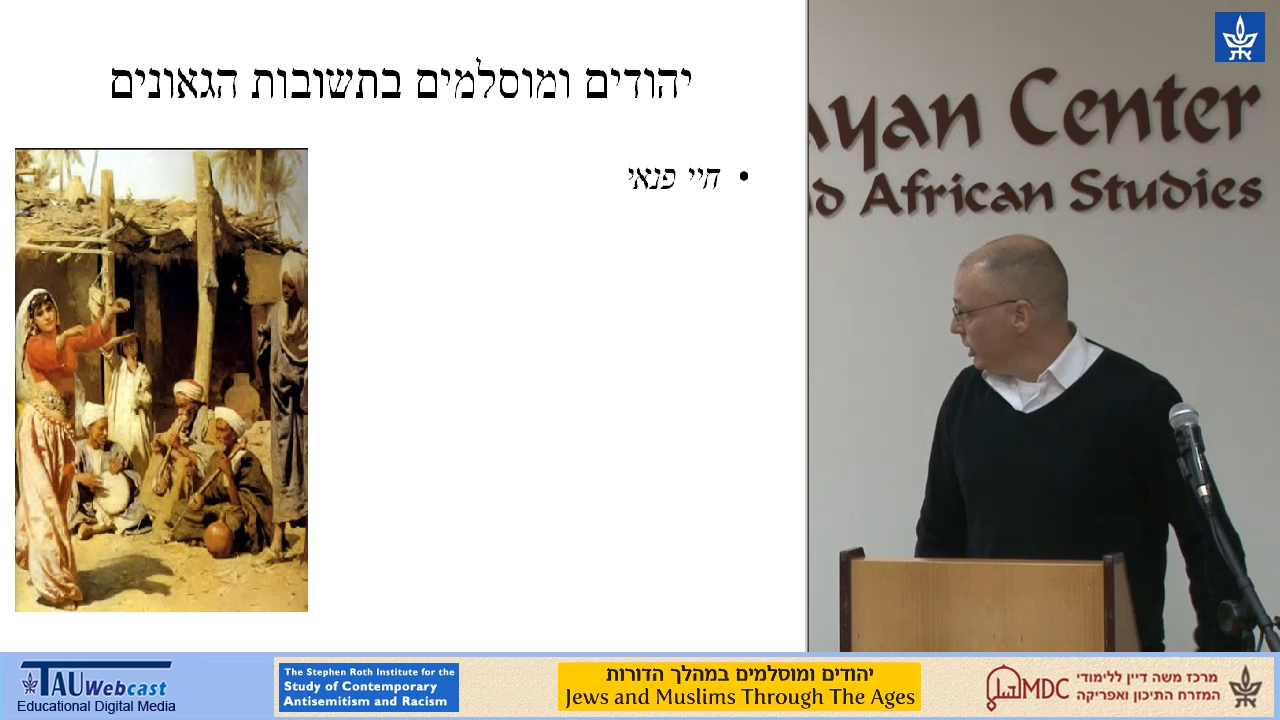 יהודים ומוסלמים בתשובות הגאונים
• חיי פנאי
ayan Center
d African Studies
TAU Webcast
Educational Digital Media
The Stephen Roth Institute for the
Study of Contemporary
Antisemitism and Racism
יהודים ומוסלמים במהלך הדורות
Jews and Muslims Through The Ages
MDC
מרכז משה דיין ללימודי
המזרח התיכון ואפריקה